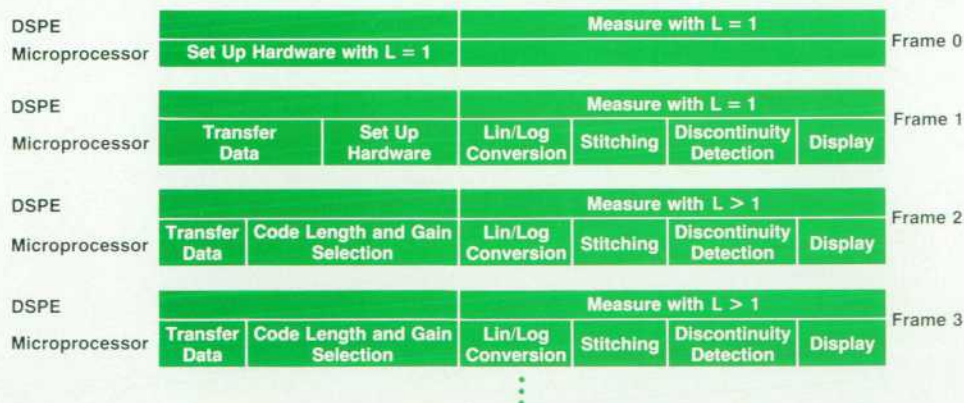 DSPE
Measure with L = 1
Microprocessor
Set Up Hardware with L = 1
Frame 0
DSPE
Measure with L = 1
Microprocessor
Transfer
Data
Set Up
Hardware
Lin/Log
Conversion
Stitching
Discontinuity
Detection
Display
Frame 1
DSPE
Measure with L > 1
Microprocessor
Transfer
Data
Code Length and Gain
Selection
Lin/Log
Conversion
Stitching
Discontinuity
Detection
Display
Frame 2
DSPE
Measure with L > 1
Microprocessor
Transfer
Data
Code Length and Gain
Selection
Lin/Log
Conversion
Stitching
Discontinuity
Detection
Display
Frame 3